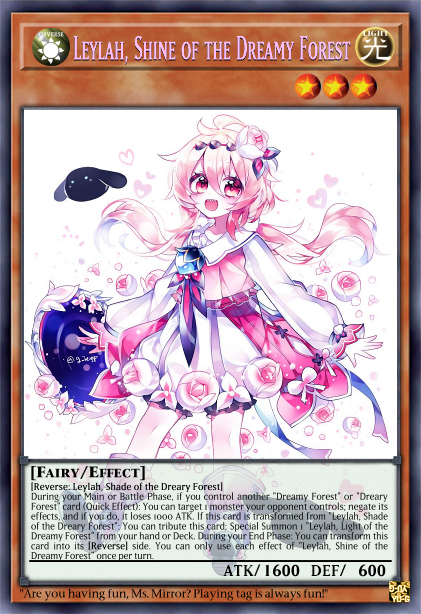 REVERSE
LEYLAH, SHINE OF THE DREAMY FOREST
LIGHT
光
[FAIRY/EFFECT]
[Reverse: Leylah, Shade of the Dreary Forest]
During your Main or Battle Phase, if you control another "Dreamy Forest" or "Dreary
Forest" card (Quick Effect): You can target 1 monster your opponent controls; negate its
effects, and if you do, it loses 1000 ATK. If this card is transformed from "Leylah, Shade
of the Dreary Forest": You can tribute this card; Special Summon 1 "Leylah, Light of the
Dreamy Forest" from your hand or Deck. During your End Phase: You can transform this
card into its [Reverse] side. You can only use each effect of "Leylah, Shine of the
Dreamy Forest" once per turn.
ATK/1600 DEF/ 600
"Are you having fun, Ms. Mirror? Playing tag is always fun!"